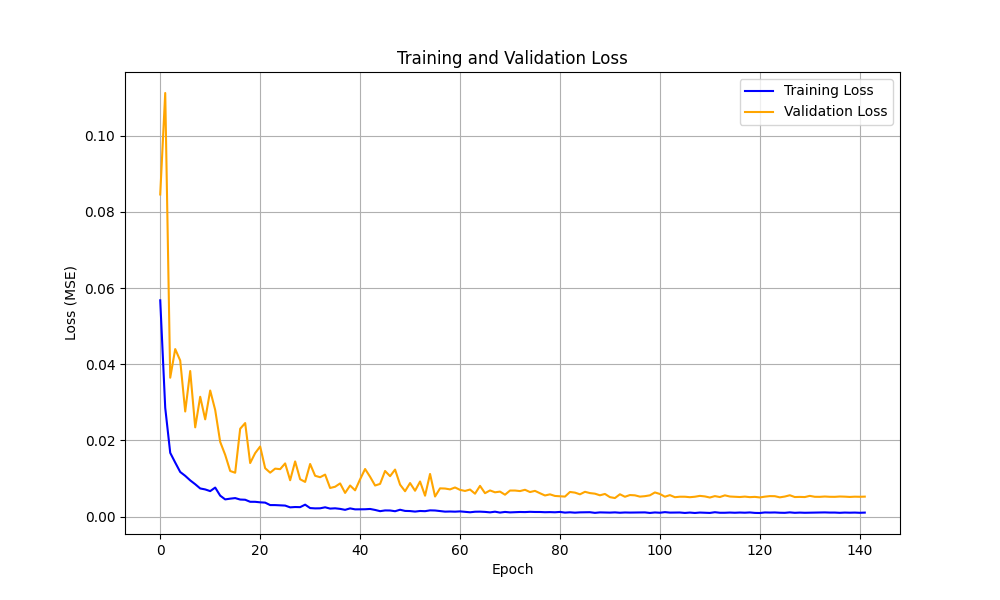 Training and Validation Loss
Training Loss
Validation Loss
0.10
0.08
0.06
0.04
0.02
0.00
Loss (MSE)
0 20 40 60 80 100 120 140
Epoch